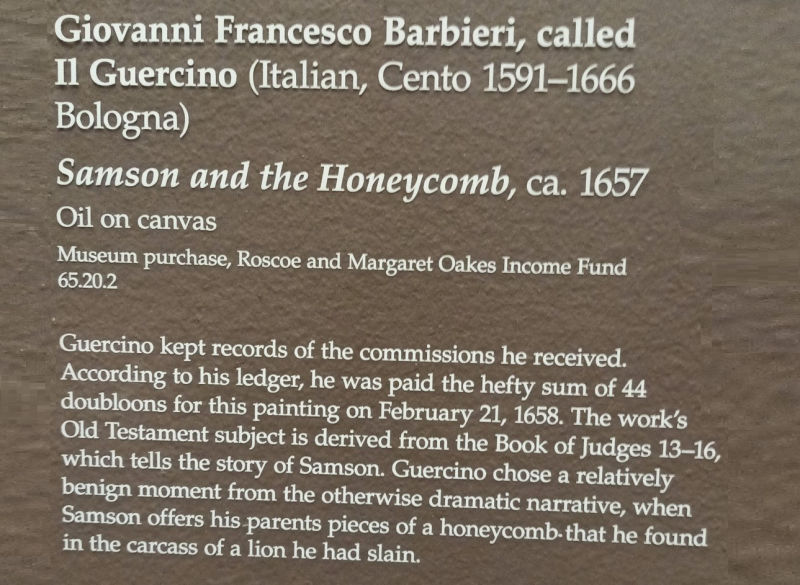 Giovanni Francesco Barbieri, called
Il Guercino (Italian, Cento 1591–1666
Bologna)
Samson and the Honeycomb, ca. 1657
Oil on canvas
Museum purchase, Roscoe and Margaret Oakes Income Fund
65.20.2
Guercino kept records of the commissions he received.
According to his ledger, he was paid the hefty sum of 44
doubloons for this painting on February 21, 1658. The work's
Old Testament subject is derived from the Book of Judges 13–16,
which tells the story of Samson. Guercino chose a relatively
benign moment from the otherwise dramatic narrative, when
Samson offers his parents pieces of a honeycomb that he found
in the carcass of a lion he had slain.